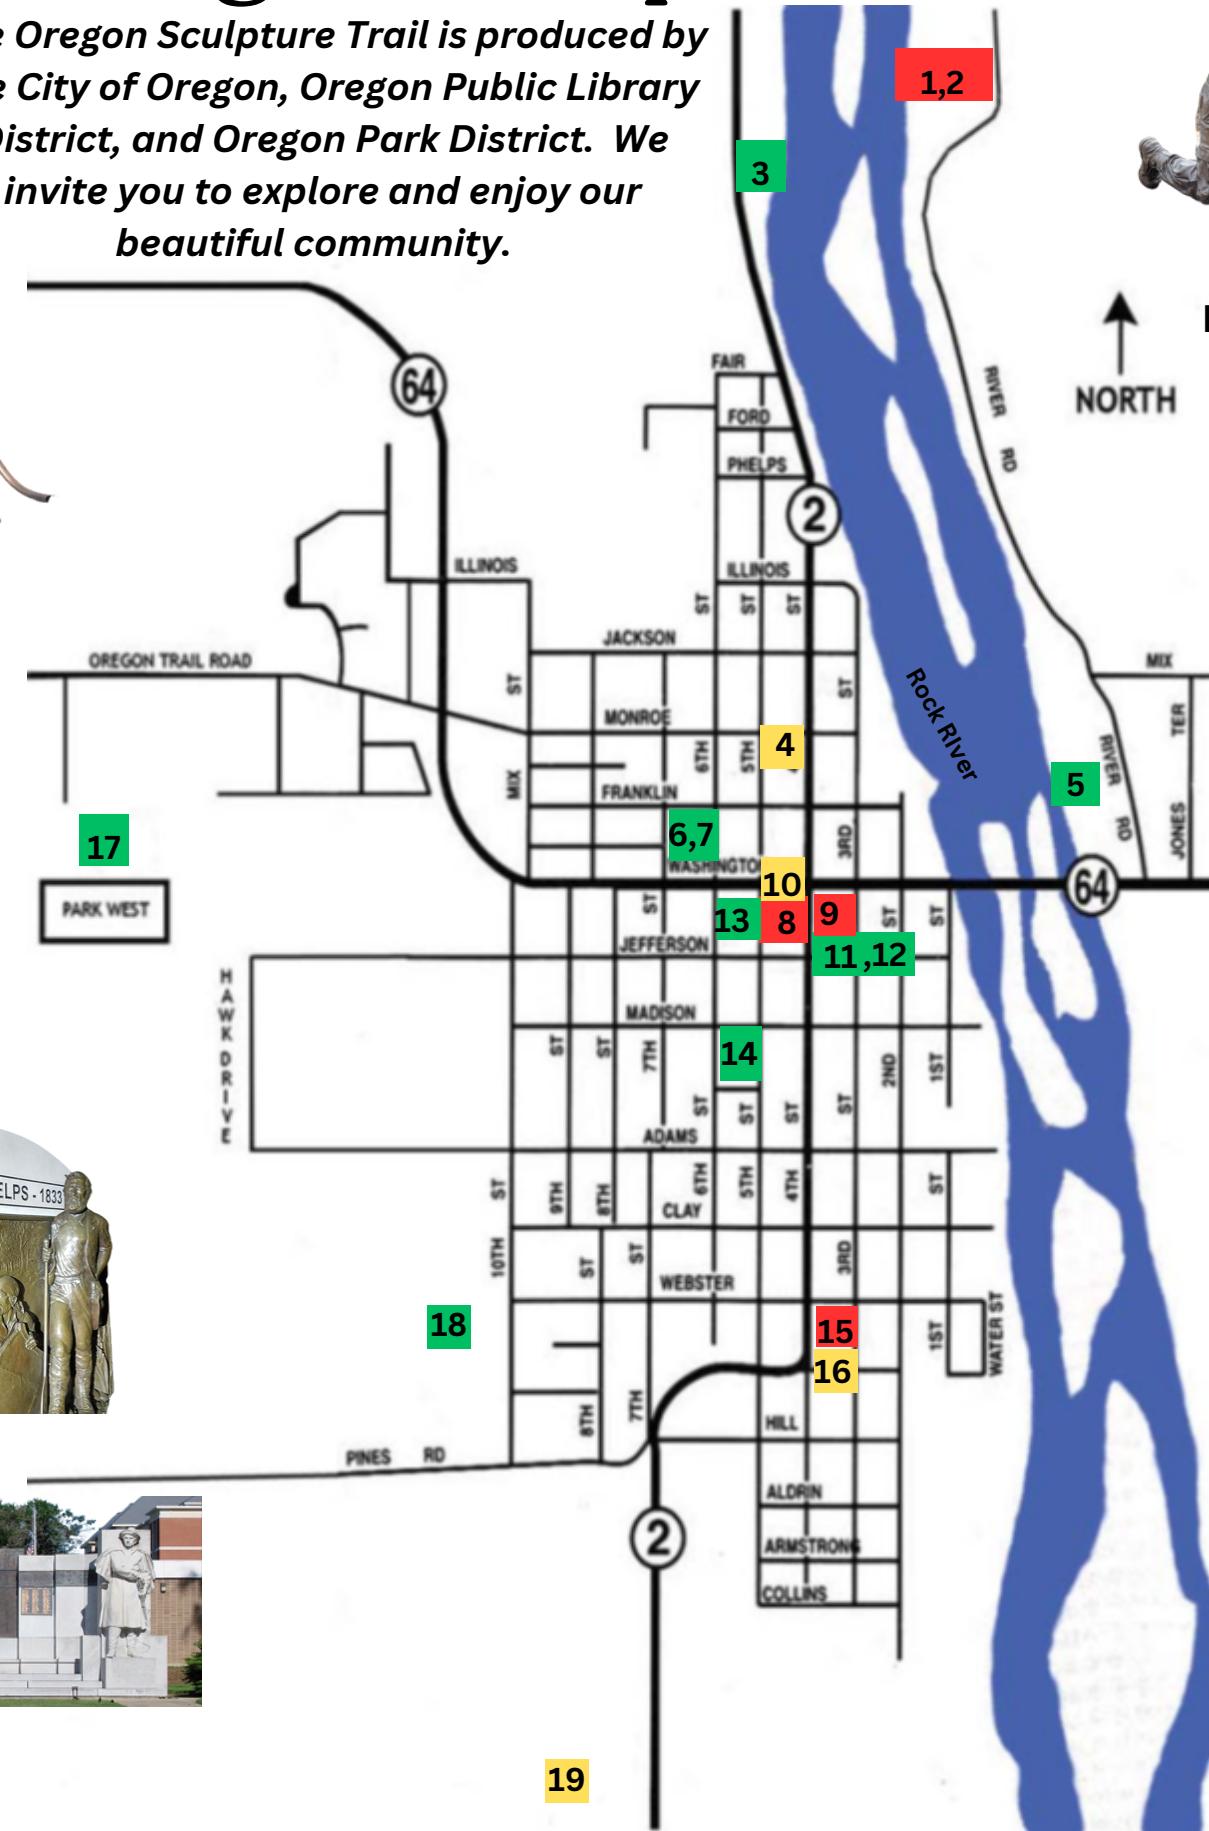 e Oregon Sculpture Trail is produced by
e City of Oregon, Oregon Public Library
District, and Oregon Park District. We
invite you to explore and enjoy our
beautiful community.
1,2
3
64
FAIR
FORD
PHELPS
2
RIVER RD
NORTH
ILLINOIS
ILLINOIS
ST
ST
ST
JACKSON
OREGON TRAIL ROAD
MIX
ST
ST
Rock RIver
MONROE
4
6TH
5TH
TER
RIVER RD
5
MIX
FRANKLIN
17
6,7
3RD
JONES
WASHINGTO
10
64
PARK WEST
ST
13
8
9
ST
ST
JEFFERSON
11 ,12
HAWK DRIVE
MADISON
ST
ST
7TH
14
2ND
1ST
ST
ST
ST
ST
ADAMS
ELPS - 1833
ST
9TH
8TH
6TH
5TH
4TH
ST
CLAY
10TH
ST
ST
3RD
WEBSTER
18
15
1ST
WATER ST
16
8TH
7TH
HILL
PINES RD
ALDRIN
2
ARMSTRONG
COLLINS
19